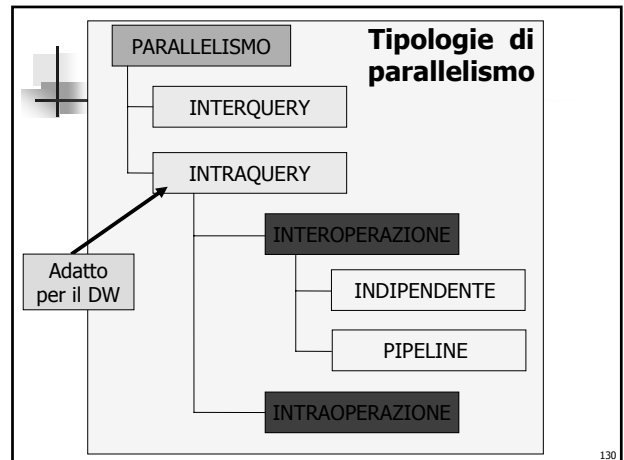 Tipologie di
parallelismo
PARALLELISMO
INTERQUERY
INTRAQUERY
INTEROPERAZIONE
Adatto
per il DW
INDIPENDENTE
PIPELINE
INTRAOPERAZIONE
130